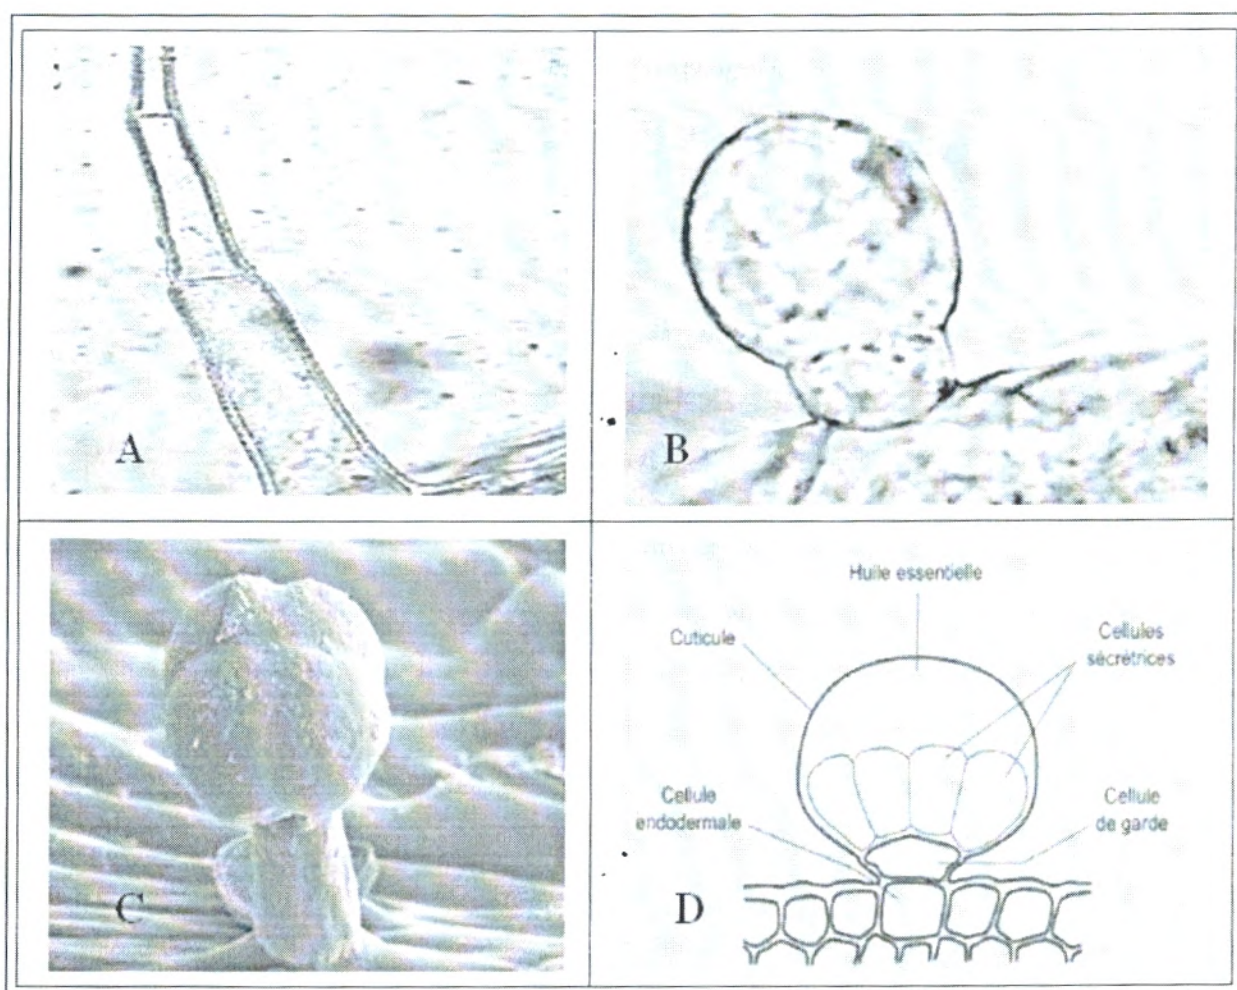 A
B
C
Huile essentielle
Cuticule
Cellules
sécrétrices
Cellule
endodermale
Cellule
de garde
D